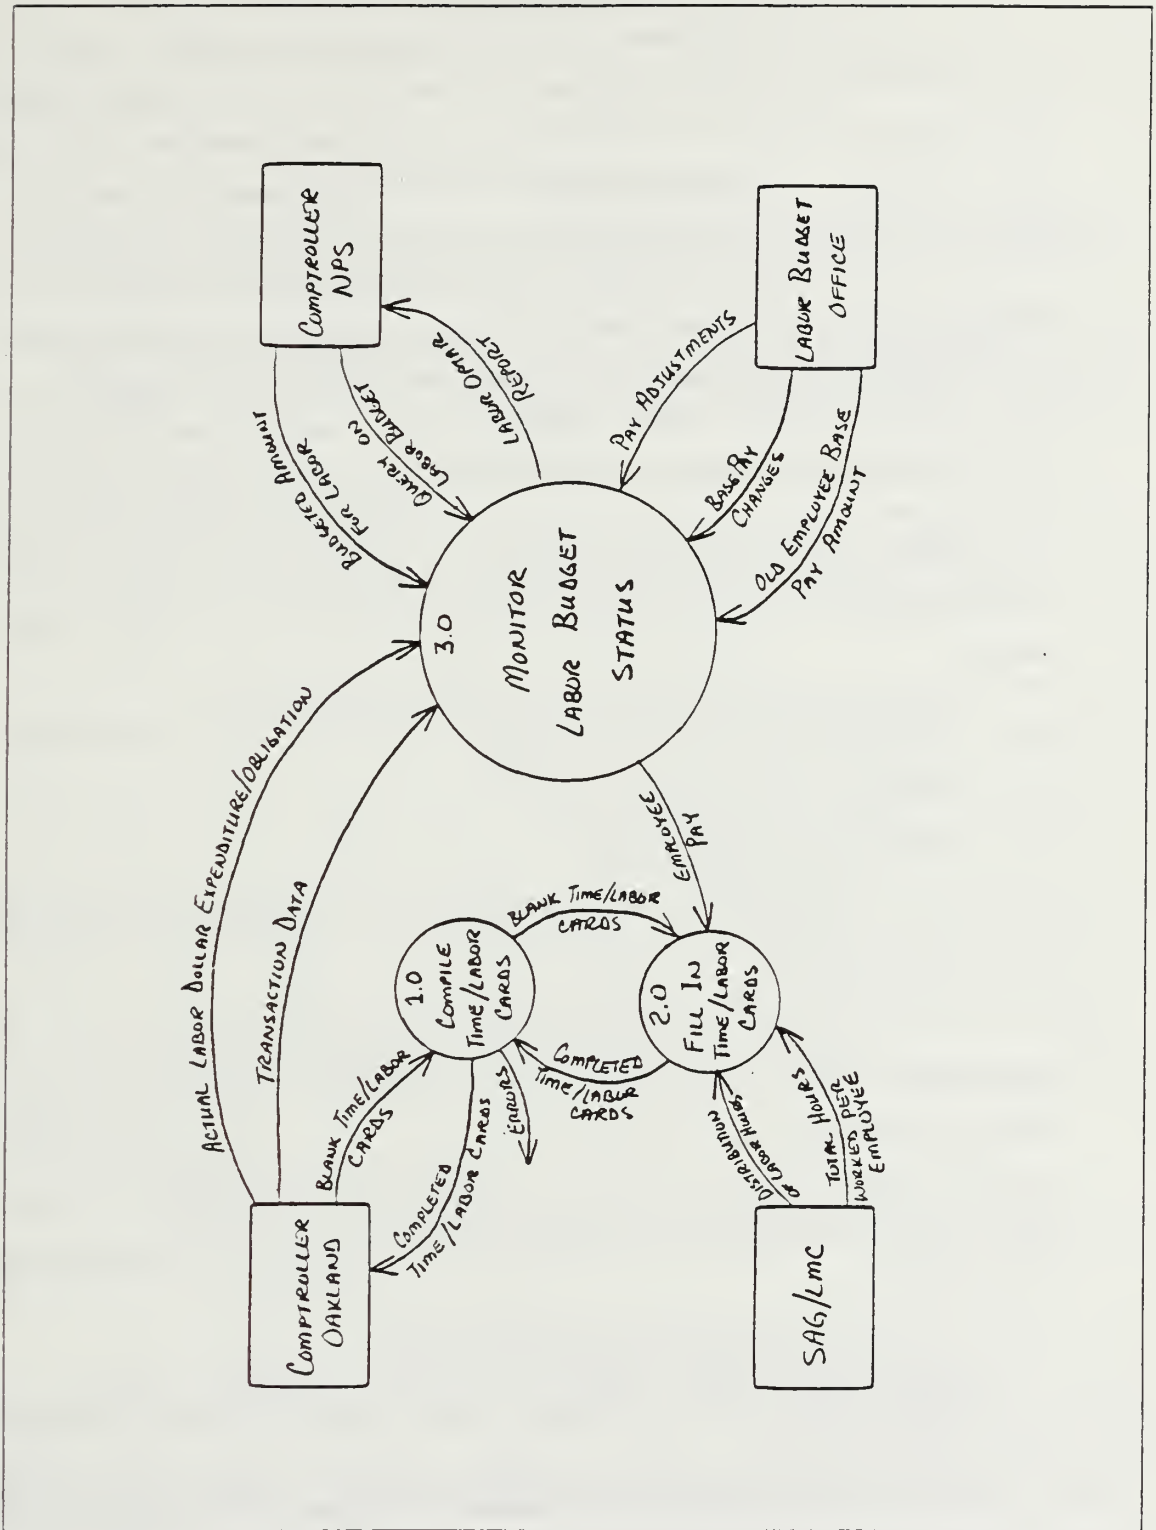 ACTUAL LABOR DOLLAR EXPENDITURE/OBLIGATION
TRANSACTION DATA
COMPTROLLER
OAKLAND
BLANK TIME/LABOR
CARDS
COMPLETED
TIME/LABOR CARDS
ERRORS
1.0
COMPILE
TIME/LABOR
CARDS
BLANK TIME/LABOR
CARDS
COMPLETED
TIME/LABOR
CARDS
2.0
FILL IN
TIME/LABOR
CARDS
SAG/LMC
DISTRIBUTION
OF LABOR HOURS
TOTAL HOURS
WORKED PER
EMPLOYEE
EMPLOYEE
PAY
3.0
MONITOR
LABOR BUDGET
STATUS
COMPTROLLER
NPS
BUDGETED AMOUNT
FOR LABOR
QUERY ON
LABOR BUDGET
LABOR OPTAR
REPORT
LABOR BUDGET
OFFICE
PAY ADJUSTMENTS
BASE PAY
CHANGES
OLD EMPLOYEE BASE
PAY AMOUNT